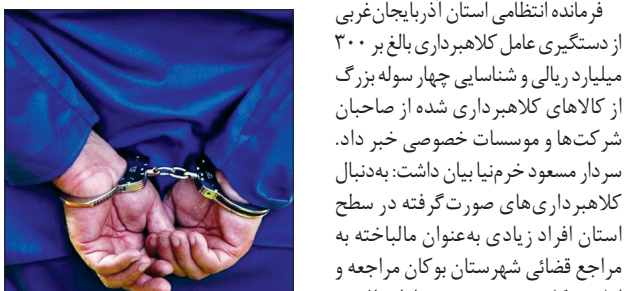 فرمانده انتظامی استان آذربایجان‌غربی
از دستگیری عامل کلاهبرداری بالغ بر ۳۰۰
میلیارد ریالی و شناسایی چهار سوله بزرگ
از کالاهای کلاهبرداری شده از صاحبان
شرکت‌ها و موسسات خصوصی خبر داد.
سردار مسعود خرم‌نیا بیان داشت: به‌دنبال
کلاهبرداری‌های صورت‌گرفته در سطح
استان افراد زیادی به‌عنوان مالباخته به
مراجع قضائی شهرستان بوکان مراجعه و